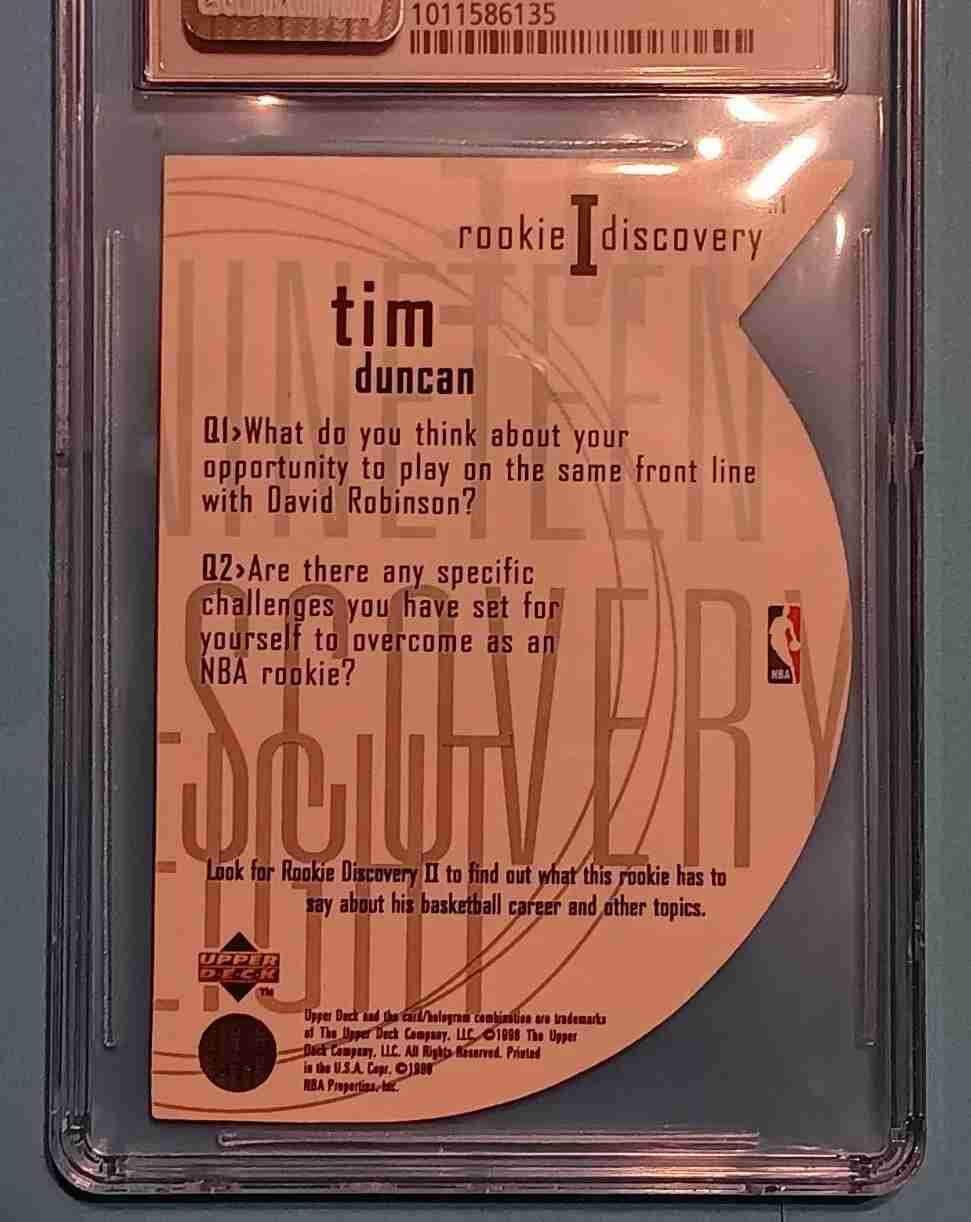 1011586135
rookie I discovery
tim
duncan
Q1>What do you think about your
opportunity to play on the same front line
with David Robinson?
Q2>Are there any specific
challenges you have set for
yourself to overcome as an
NBA rookie?
NBA
NINETEEN
SCOVERY
Look for Rookie Discovery II to find out what this rookie has to
say about his basketball career and other topics.
UPPER
DECK
TM
Upper Deck and the card/hologram combination are trademarks
of The Upper Deck Company, LLC. ©1998 The Upper
Deck Company, LLC. All Rights Reserved. Printed
in the U.S.A. Copr. ©1998
NBA Properties, Inc.